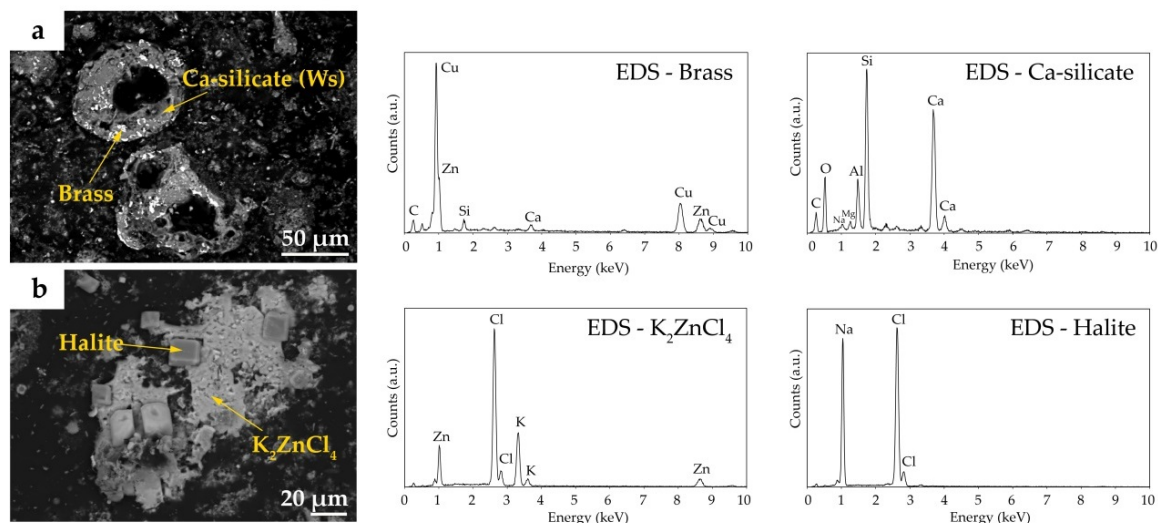 a
Ca-silicate (Ws)
Brass
50 µm
EDS - Brass
Counts (a.u.)
Cu
Zn
C
Si
Ca
Cu
Zn
Cu
0 1 2 3 4 5 6 7 8 9 10
Energy (keV)
EDS - Ca-silicate
Counts (a.u.)
Si
Ca
O
Al
C
Na
Mg
Ca
0 1 2 3 4 5 6 7 8 9 10
Energy (keV)
b
Halite
K₂ZnCl₄
20 µm
EDS - K₂ZnCl₄
Counts (a.u.)
Cl
K
Zn
Cl
K
Zn
0 1 2 3 4 5 6 7 8 9 10
Energy (keV)
EDS - Halite
Counts (a.u.)
Na
Cl
Cl
0 1 2 3 4 5 6 7 8 9 10
Energy (keV)